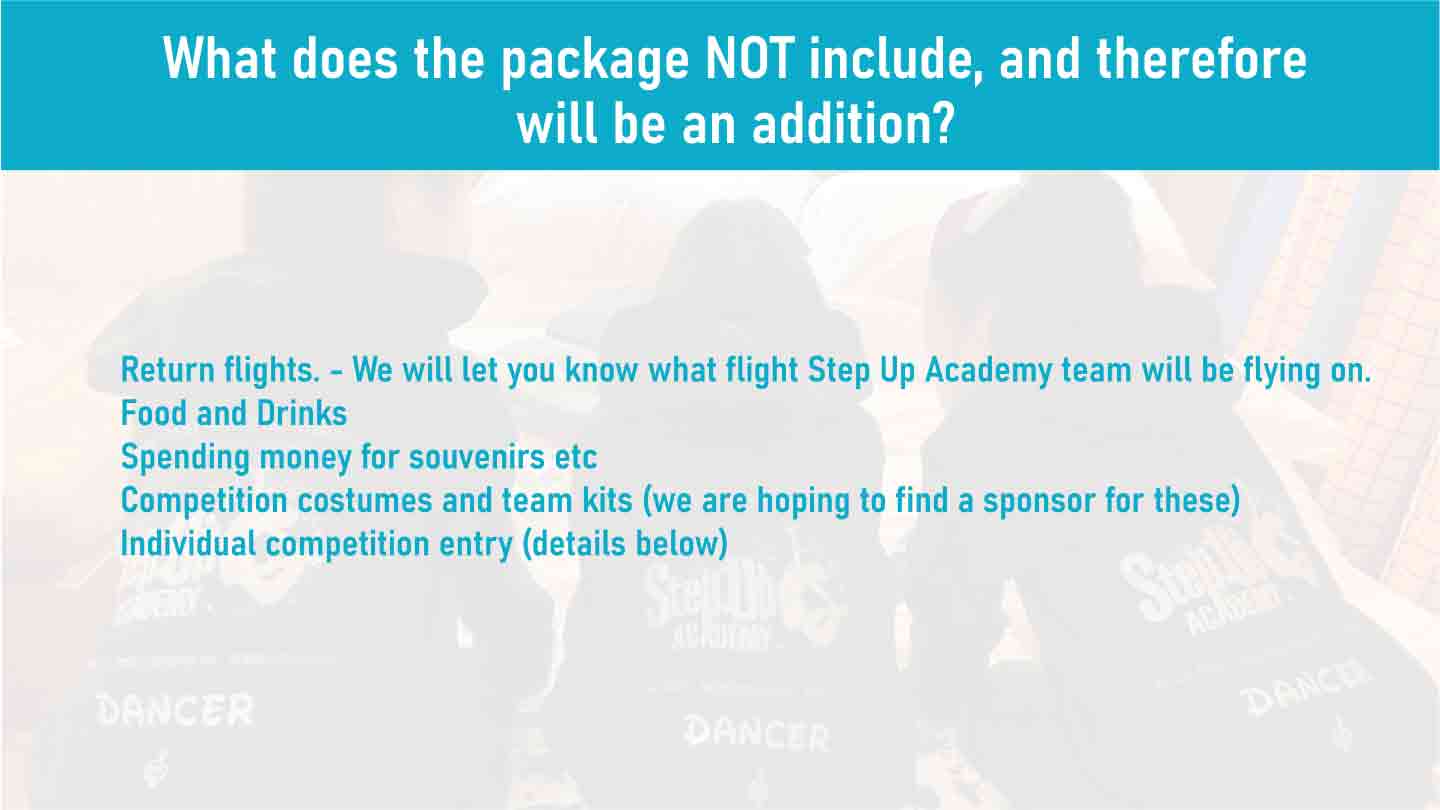 What does the package NOT include, and therefore
will be an addition?
Return flights. - We will let you know what flight Step Up Academy team will be flying on.
Food and Drinks
Spending money for souvenirs etc
Competition costumes and team kits (we are hoping to find a sponsor for these)
Individual competition entry (details below)
Step Up
ACADEMY
Step Up
ACADEMY
DANCER
DANCER
DANCER